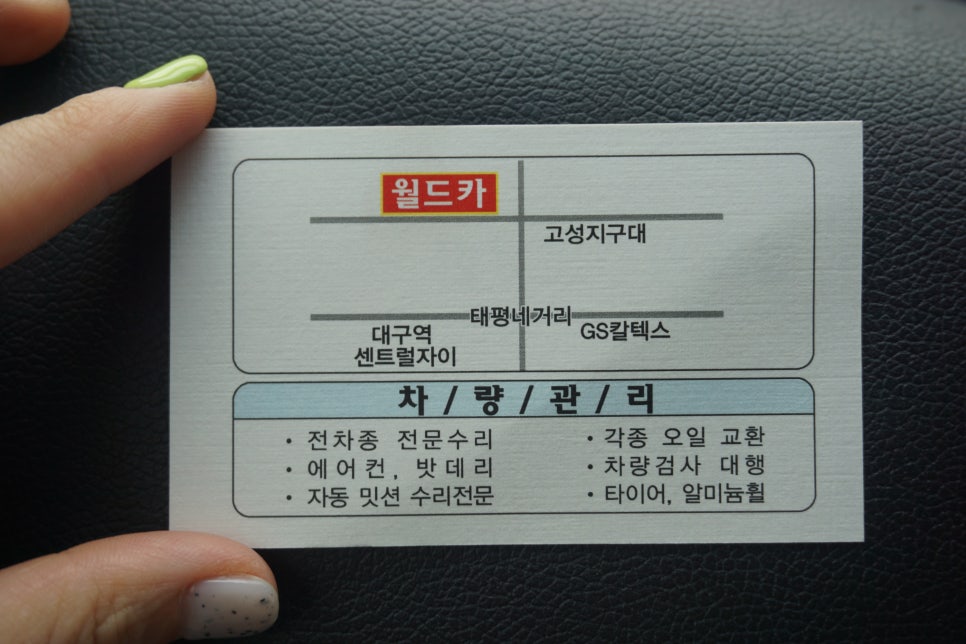 월드카
고성지구대
태평네거리
대구역
센트럴자이
GS칼텍스
차/량/관/리
· 전차종 전문수리
· 에어컨, 밧데리
· 자동 밋션 수리전문
· 각종 오일 교환
· 차량검사 대행
· 타이어, 알미늄휠